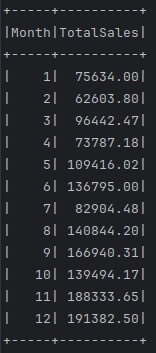 +-----+----------+
|Month|TotalSales|
+-----+----------+
|    1|  75634.00|
|    2|  62603.80|
|    3|  96442.47|
|    4|  73787.18|
|    5| 109416.02|
|    6| 136795.00|
|    7|  82904.48|
|    8| 140844.20|
|    9| 166940.31|
|   10| 139494.17|
|   11| 188333.65|
|   12| 191382.50|
+-----+----------+